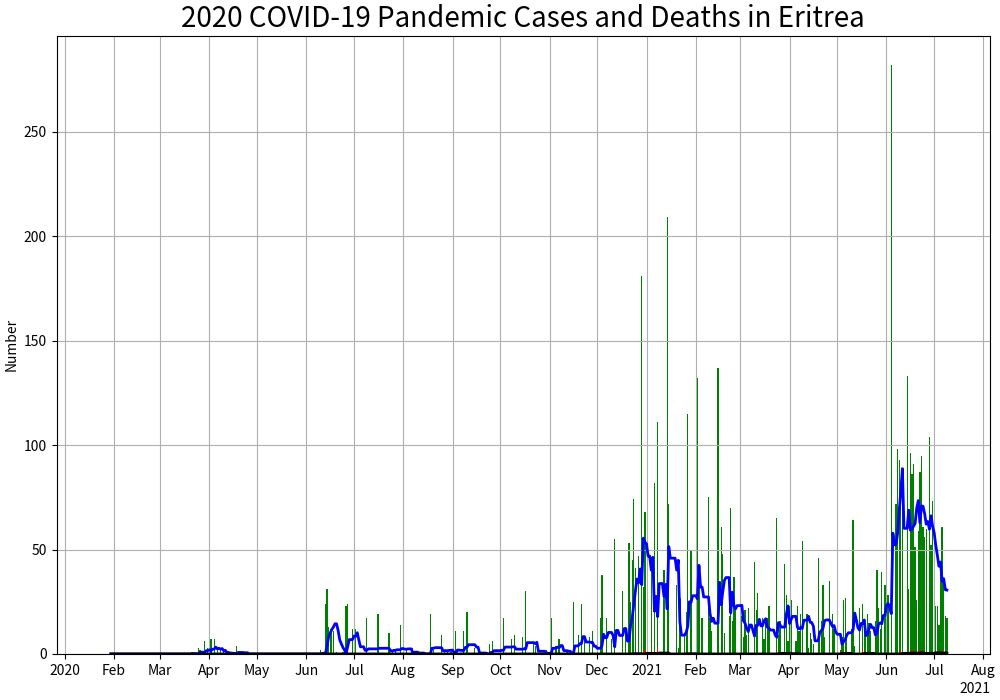 2020 COVID-19 Pandemic Cases and Deaths in Eritrea
Number
250
200
150
100
50
0
2020 Feb Mar Apr May Jun Jul Aug Sep Oct Nov Dec 2021 Feb Mar Apr May Jun Jul Aug
2021